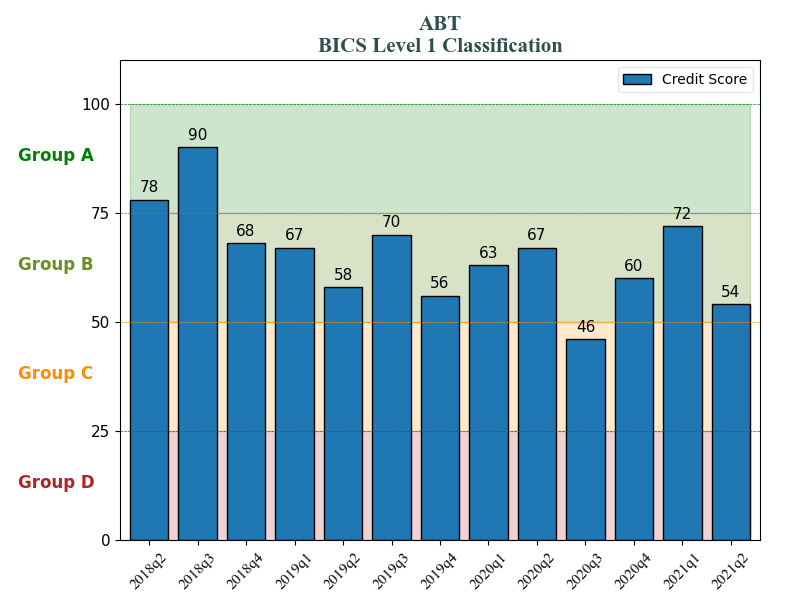 ABT
BICS Level 1 Classification
Credit Score
100
75
50
25
0
Group A
Group B
Group C
Group D
78
90
68
67
58
70
56
63
67
46
60
72
54
2018q2
2018q3
2018q4
2019q1
2019q2
2019q3
2019q4
2020q1
2020q2
2020q3
2020q4
2021q1
2021q2